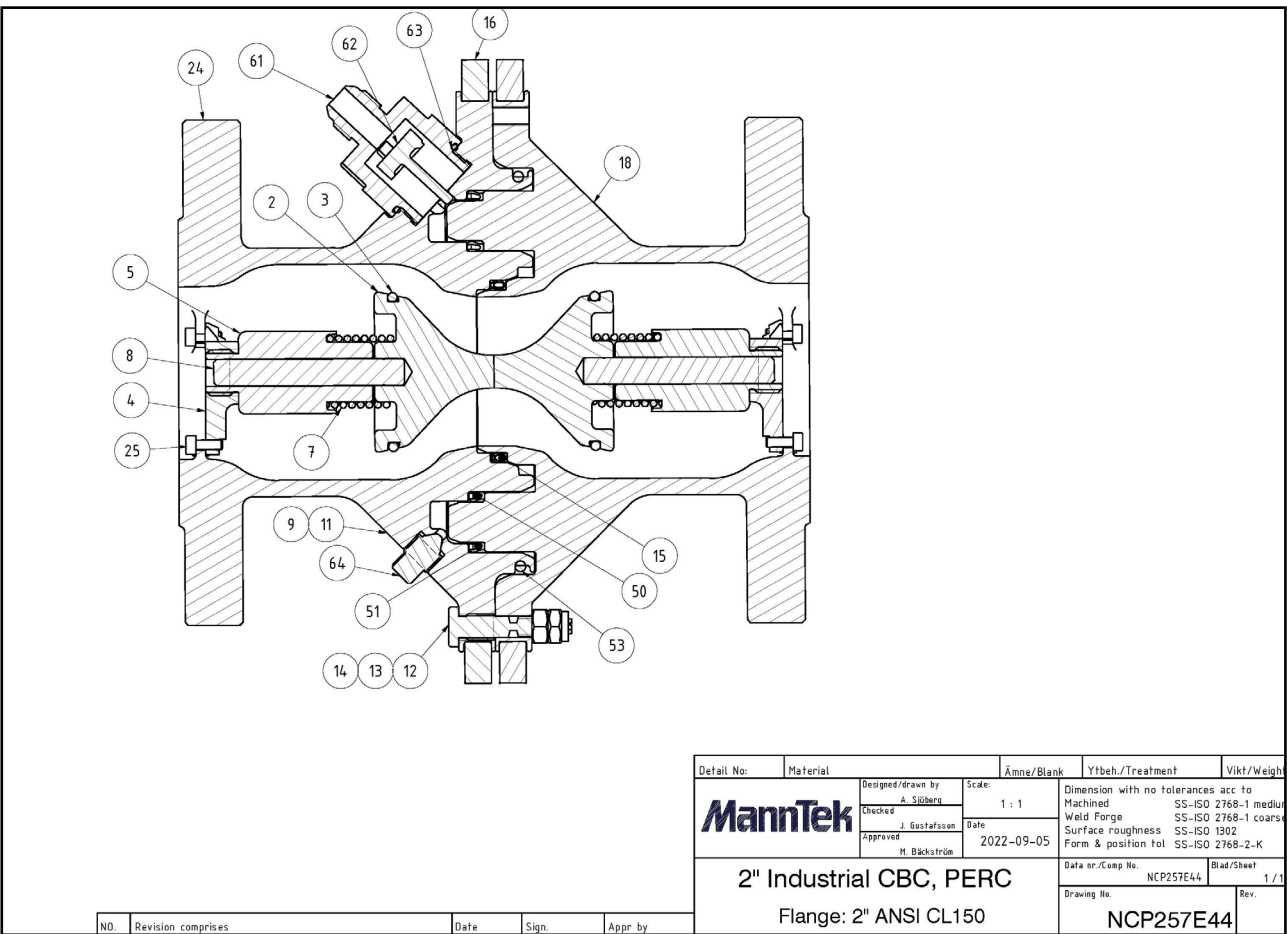 16
62
63
61
24
18
2
3
5
8
4
25
7
9
11
64
15
50
51
53
14
13
12
Detail No:
Material
Ämne/Blank
Ytbeh./Treatment
Vikt/Weight
MannTek
Designed/drawn by
A. Sjöberg
Checked
J. Gustafsson
Approved
M. Bäckström
Scale:
1 : 1
Date
2022-09-05
Dimension with no tolerances acc to
Machined SS-ISO 2768-1 medium
Weld Forge SS-ISO 2768-1 coarse
Surface roughness SS-ISO 1302
Form & position tol SS-ISO 2768-2-K
2" Industrial CBC, PERC
Flange: 2" ANSI CL150
Data nr./Comp No.
NCP257E44
Blad/Sheet
1 / 1
Drawing No.
NCP257E44
Rev.
NO.
Revision comprises
Date
Sign.
Appr by